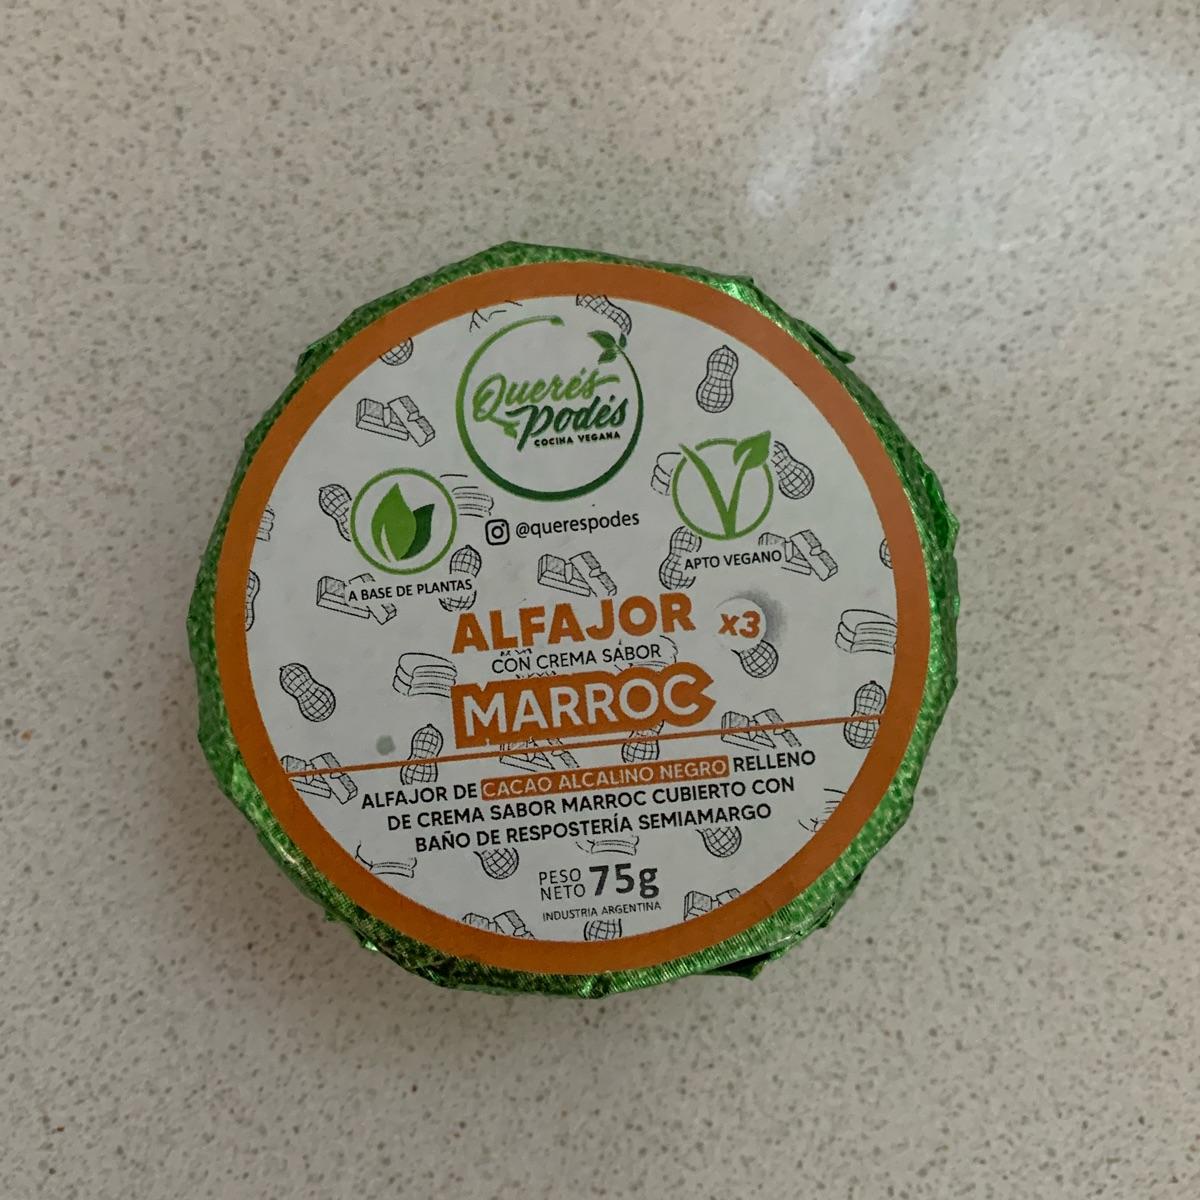 Querés
Podés
COCINA VEGANA
@querespodes
A BASE DE PLANTAS
APTO VEGANO
ALFAJOR x3
CON CREMA SABOR
MARROC
ALFAJOR DE CACAO ALCALINO NEGRO RELLENO
DE CREMA SABOR MARROC CUBIERTO CON
BAÑO DE RESPOSTERÍA SEMIAMARGO
PESO
NETO 75g
INDUSTRIA ARGENTINA